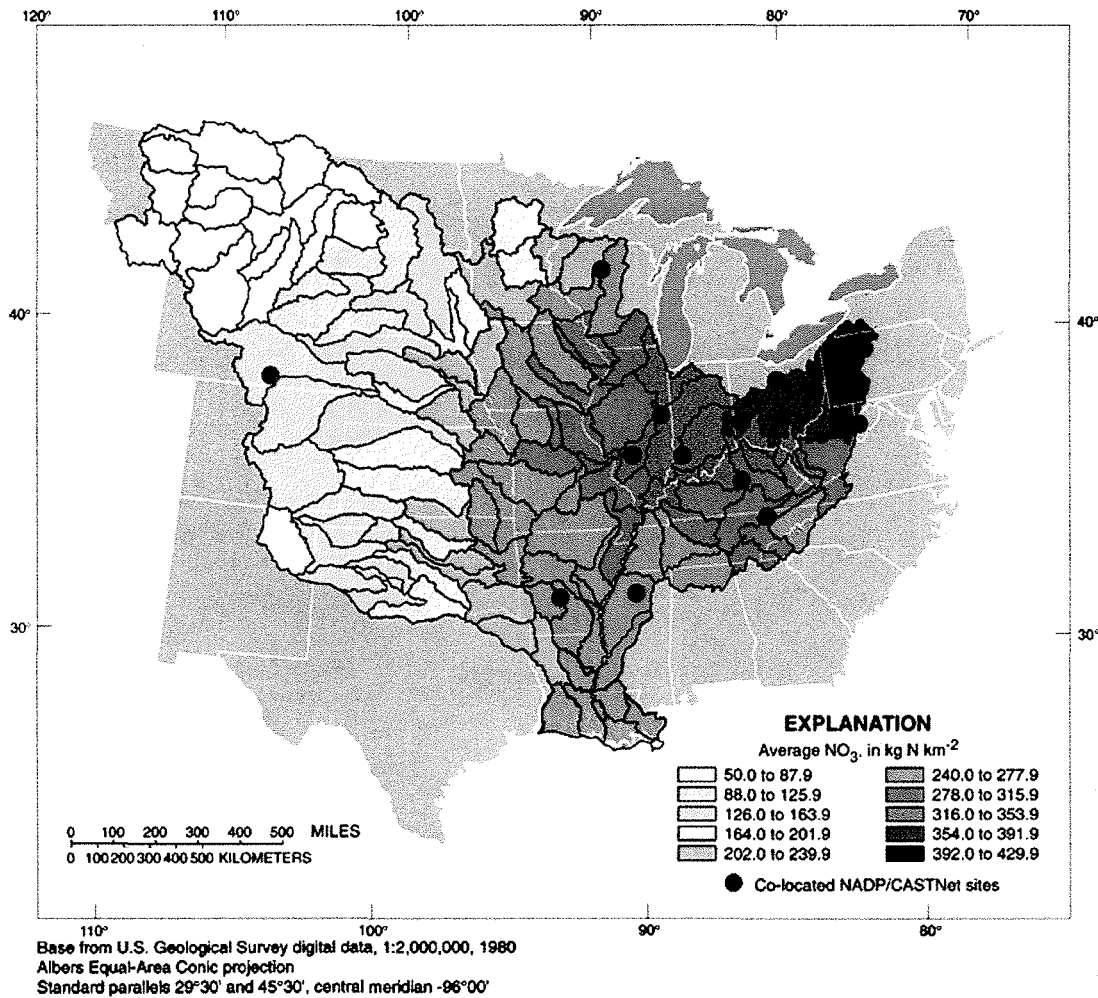 120° 110° 100° 90° 80° 70°
40° 40°
30° 30°
EXPLANATION
Average NO3, in kg N km-2
50.0 to 87.9 240.0 to 277.9
88.0 to 125.9 278.0 to 315.9
126.0 to 163.9 316.0 to 353.9
164.0 to 201.9 354.0 to 391.9
202.0 to 239.9 392.0 to 429.9
Co-located NADP/CASTNet sites
0 100 200 300 400 500 MILES
0 100 200 300 400 500 KILOMETERS
110° 100° 90° 80°
Base from U.S. Geological Survey digital data, 1:2,000,000, 1980
Albers Equal-Area Conic projection
Standard parallels 29°30' and 45°30', central meridian -96°00'